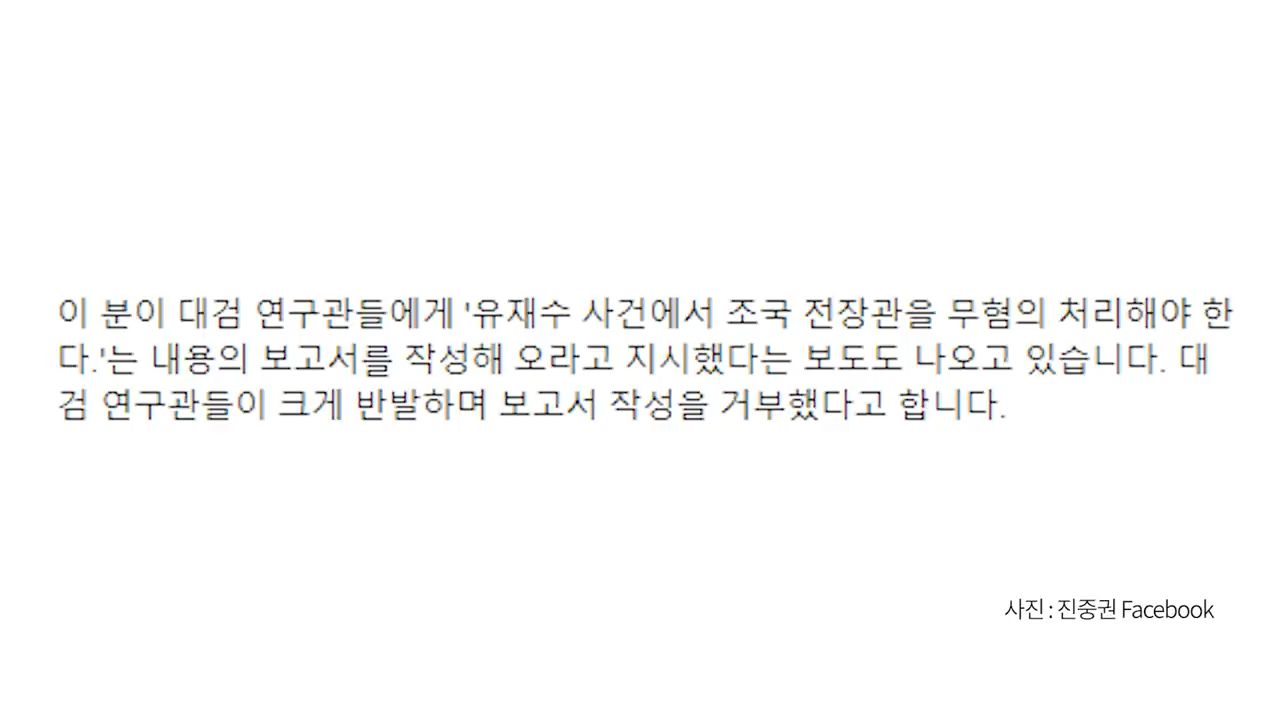 이 분이 대검 연구관들에게 '유재수 사건에서 조국 전장관을 무혐의 처리해야 한
다.'는 내용의 보고서를 작성해 오라고 지시했다는 보도도 나오고 있습니다. 대
검 연구관들이 크게 반발하며 보고서 작성을 거부했다고 합니다.
사진 : 진중권 Facebook